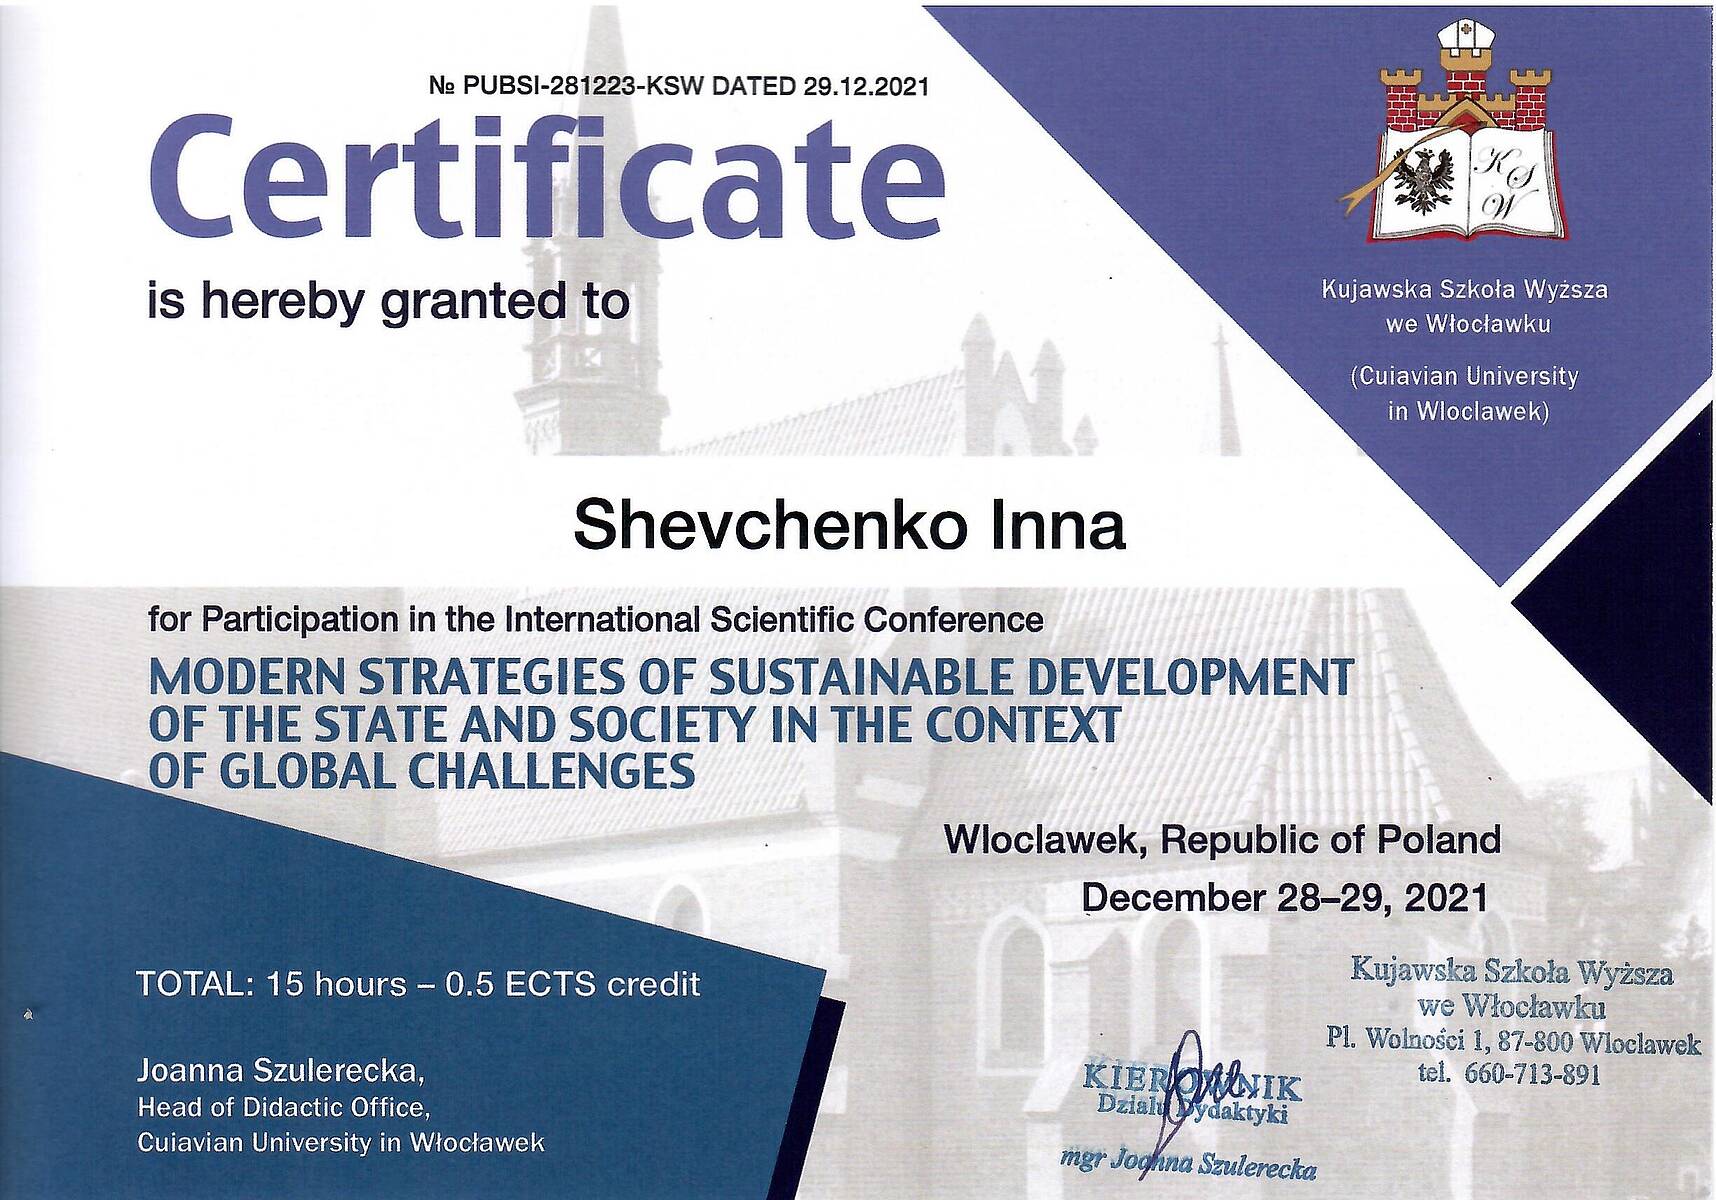 № PUBSI-281223-KSW DATED 29.12.2021
Certificate
is hereby granted to
K S W
Kujawska Szkoła Wyższa
we Włocławku
(Cuiavian University
in Wloclawek)
Shevchenko Inna
for Participation in the International Scientific Conference
MODERN STRATEGIES OF SUSTAINABLE DEVELOPMENT
OF THE STATE AND SOCIETY IN THE CONTEXT
OF GLOBAL CHALLENGES
Wloclawek, Republic of Poland
December 28–29, 2021
TOTAL: 15 hours – 0.5 ECTS credit
Joanna Szulerecka,
Head of Didactic Office,
Cuiavian University in Włocławek
Kujawska Szkoła Wyższa
we Włocławku
Pl. Wolności 1, 87-800 Wloclawek
tel. 660-713-891
KIEROWNIK
Działu Dydaktyki
mgr Joanna Szulerecka